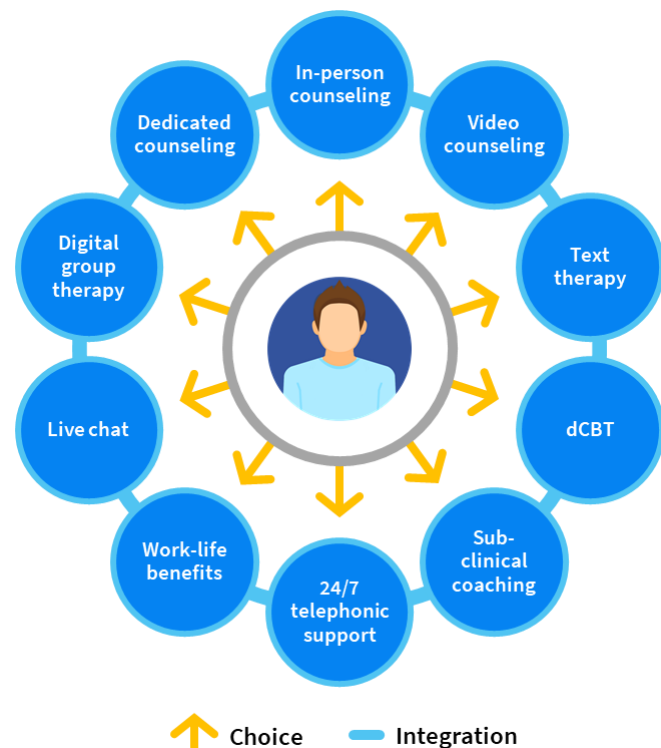 In-person
counseling
Video
counseling
Text
therapy
dCBT
Sub-
clinical
coaching
24/7
telephonic
support
Work-life
benefits
Live chat
Digital
group
therapy
Dedicated
counseling
Choice
Integration